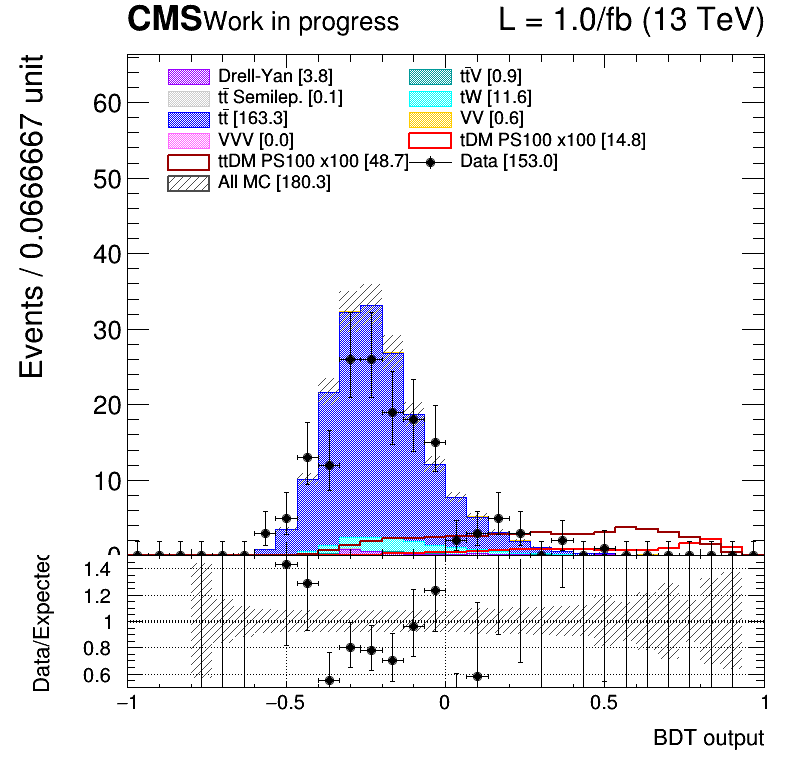 CMS Work in progress L = 1.0/fb (13 TeV)
Events / 0.0666667 unit
Drell-Yan [3.8] tt̄V [0.9]
tt̄ Semilep. [0.1] tW [11.6]
tt̄ [163.3] VV [0.6]
VVV [0.0] tDM PS100 x100 [14.8]
ttDM PS100 x100 [48.7] Data [153.0]
All MC [180.3]
60
50
40
30
20
10
0
Data/Expected
1.4
1.2
1
0.8
0.6
−1 −0.5 0 0.5 1
BDT output